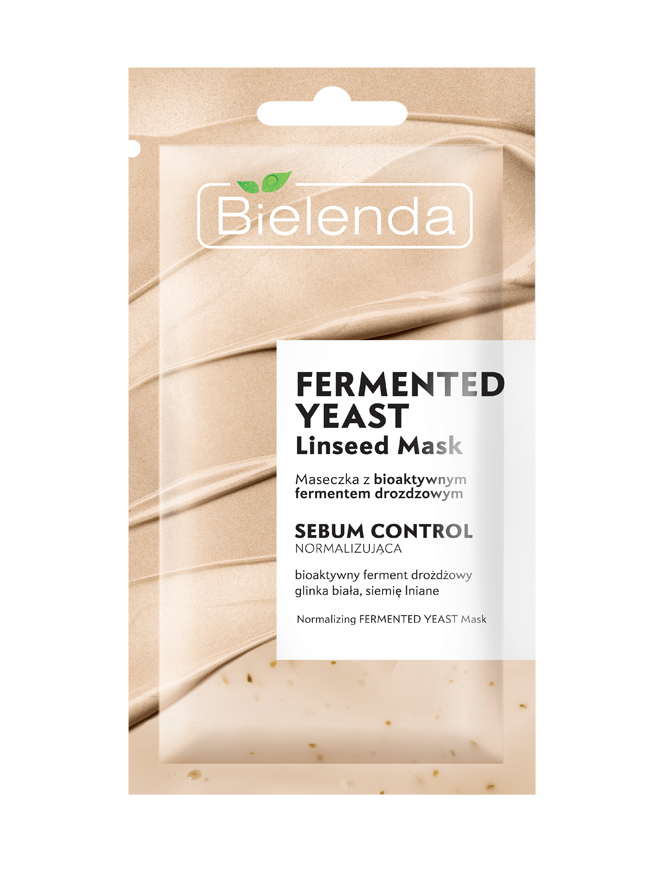 Bielenda
FERMENTED
YEAST
Linseed Mask
Maseczka z bioaktywnym
fermentem drozdzowym
SEBUM CONTROL
NORMALIZUJĄCA
bioaktywny ferment drożdżowy
glinka biała, siemię lniane
Normalizing FERMENTED YEAST Mask